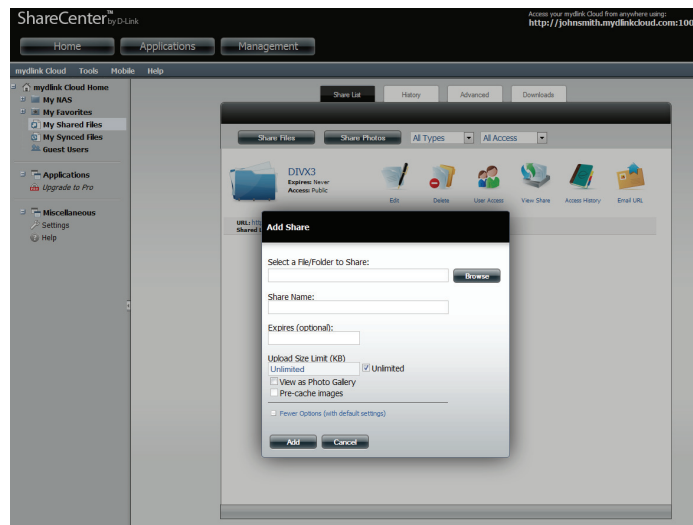 ShareCenter™ by D-Link
Access your mydlink Cloud from anywhere using:
http://johnsmith.mydlinkcloud.com:100
Home Applications Management
mydlink Cloud Tools Mobile Help
mydlink Cloud Home
My NAS
My Favorites
My Shared Files
My Synced Files
Guest Users
Applications
Upgrade to Pro
Miscellaneous
Settings
Help
Share List History Advanced Downloads
Share Files Share Photos All Types All Access
DIVX3
Expires: Never
Access: Public
Edit Delete User Access View Share Access History Email URL
URL: htt
Shared L
Add Share
Select a File/Folder to Share:
Browse
Share Name:
Expires (optional):
Upload Size Limit (KB)
Unlimited Unlimited
View as Photo Gallery
Pre-cache images
Fewer Options (with default settings)
Add Cancel